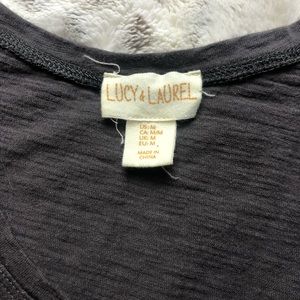 LUCY & LAUREL
US: M
CA: M/M
UK: M
EU: M
MADE IN
CHINA